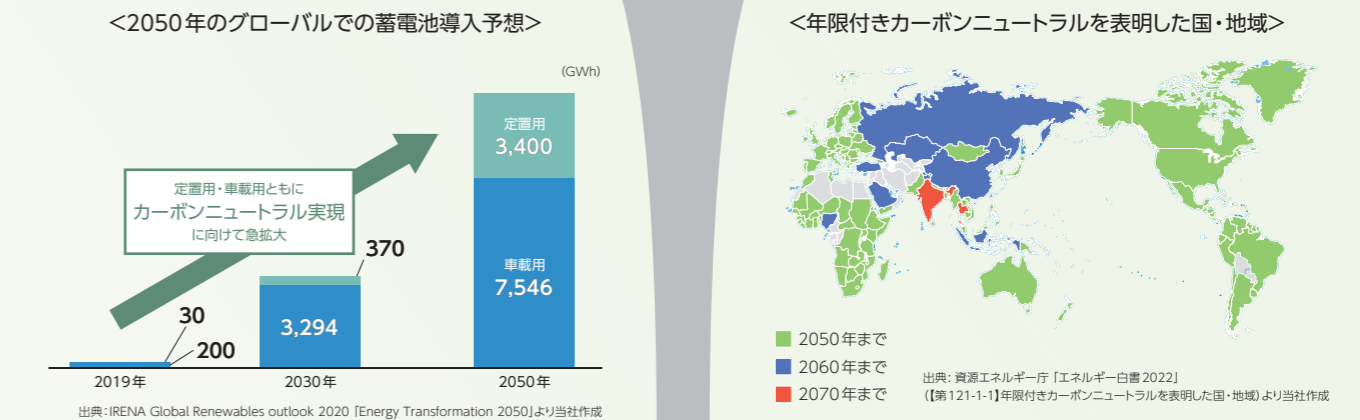 <2050年のグローバルでの蓄電池導入予想>
(GWh)
定置用
3,400
定置用・車載用ともに
カーボンニュートラル実現
に向けて急拡大
370
車載用
7,546
30
3,294
200
2019年
2030年
2050年
出典：IRENA Global Renewables outlook 2020「Energy Transformation 2050」より当社作成
<年限付きカーボンニュートラルを表明した国・地域>
2050年まで
2060年まで
2070年まで
出典：資源エネルギー庁「エネルギー白書2022」
(【第121-1-1】年限付きカーボンニュートラルを表明した国・地域)より当社作成